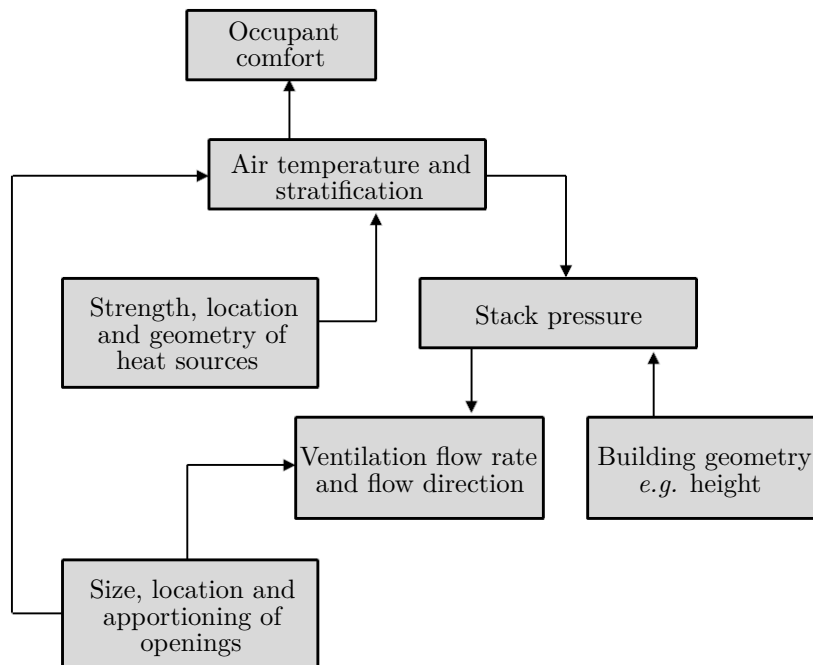 Occupant
comfort
Air temperature and
stratification
Strength, location
and geometry of
heat sources
Stack pressure
Ventilation flow rate
and flow direction
Building geometry
e.g. height
Size, location and
apportioning of
openings